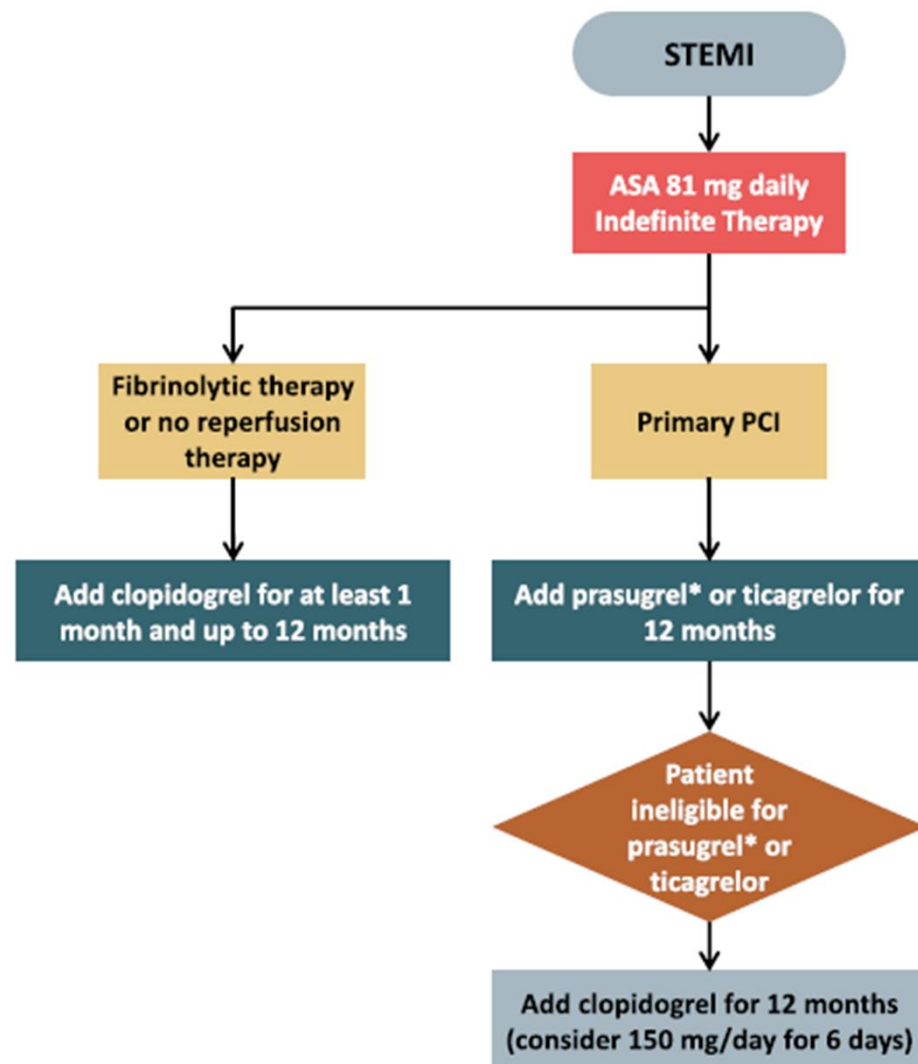 STEMI
ASA 81 mg daily
Indefinite Therapy
Fibrinolytic therapy
or no reperfusion
therapy
Primary PCI
Add clopidogrel for at least 1
month and up to 12 months
Add prasugrel* or ticagrelor for
12 months
Patient
ineligible for
prasugrel* or
ticagrelor
Add clopidogrel for 12 months
(consider 150 mg/day for 6 days)